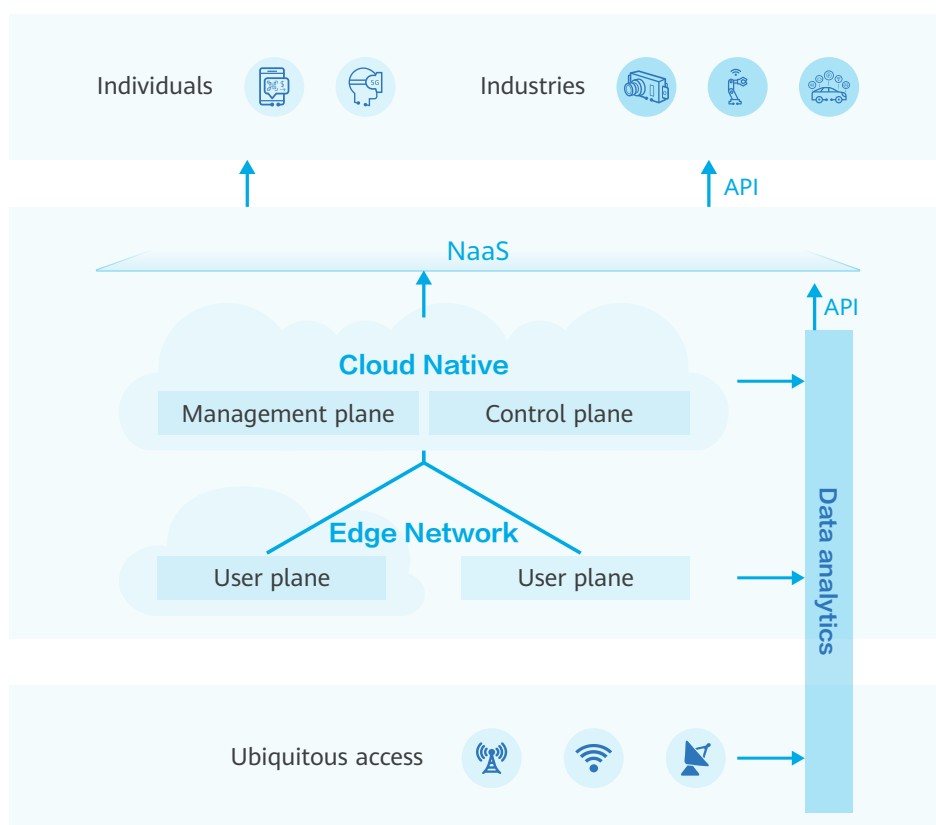 Individuals
5G
Industries
API
NaaS
API
Cloud Native
Management plane
Control plane
Edge Network
User plane
User plane
Data analytics
Ubiquitous access